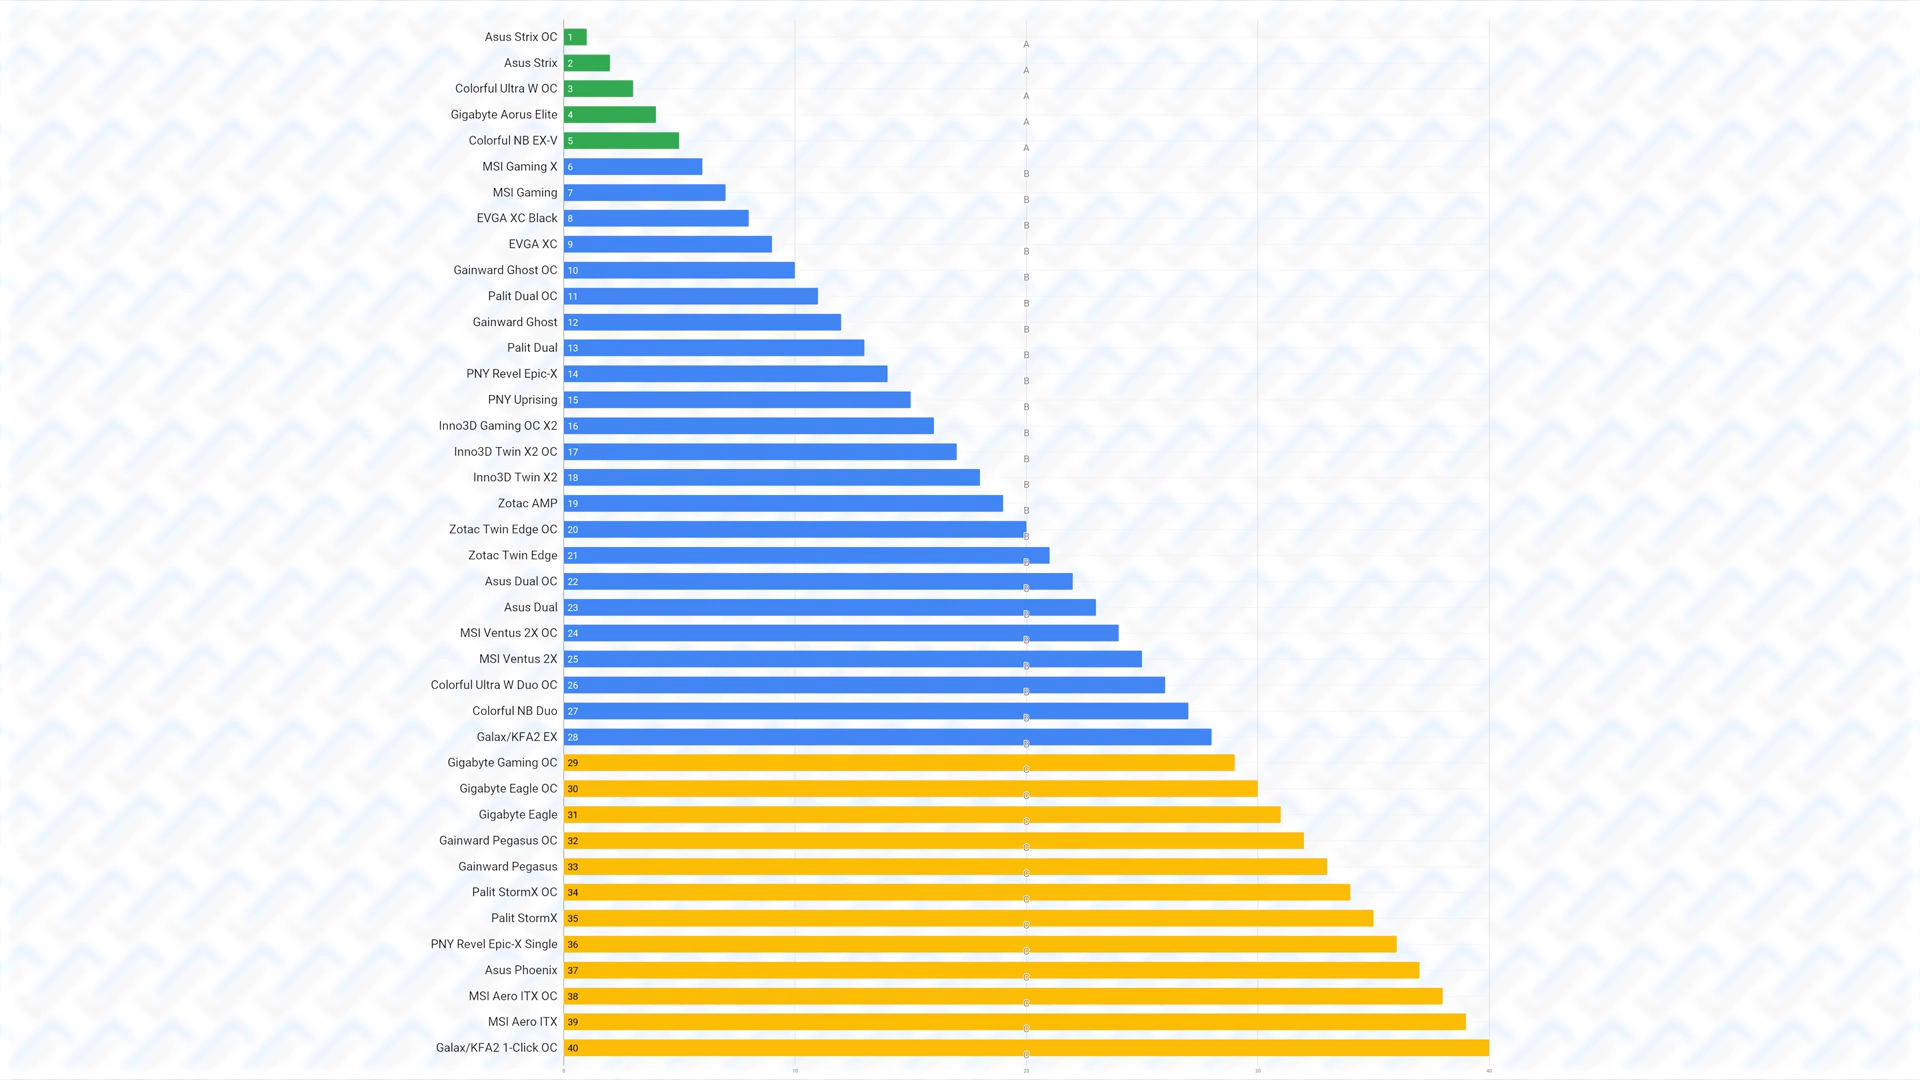 Asus Strix OC 1 A
Asus Strix 2 A
Colorful Ultra W OC 3 A
Gigabyte Aorus Elite 4 A
Colorful NB EX-V 5 A
MSI Gaming X 6 B
MSI Gaming 7 B
EVGA XC Black 8 B
EVGA XC 9 B
Gainward Ghost OC 10 B
Palit Dual OC 11 B
Gainward Ghost 12 B
Palit Dual 13 B
PNY Revel Epic-X 14 B
PNY Uprising 15 B
Inno3D Gaming OC X2 16 B
Inno3D Twin X2 OC 17 B
Inno3D Twin X2 18 B
Zotac AMP 19 B
Zotac Twin Edge OC 20 B
Zotac Twin Edge 21 B
Asus Dual OC 22 B
Asus Dual 23 B
MSI Ventus 2X OC 24 B
MSI Ventus 2X 25 B
Colorful Ultra W Duo OC 26 B
Colorful NB Duo 27 B
Galax/KFA2 EX 28 B
Gigabyte Gaming OC 29 C
Gigabyte Eagle OC 30 C
Gigabyte Eagle 31 C
Gainward Pegasus OC 32 C
Gainward Pegasus 33 C
Palit StormX OC 34 C
Palit StormX 35 C
PNY Revel Epic-X Single 36 C
Asus Phoenix 37 C
MSI Aero ITX OC 38 C
MSI Aero ITX 39 C
Galax/KFA2 1-Click OC 40 C
0 10 20 30 40